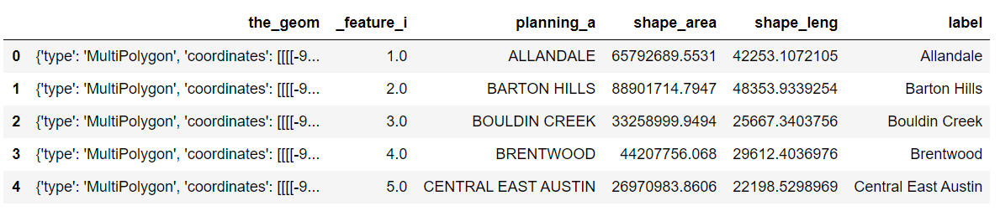 the_geom _feature_i planning_a shape_area shape_leng label
0 {'type': 'MultiPolygon', 'coordinates': [[[[-9... 1.0 ALLANDALE 65792689.5531 42253.1072105 Allandale
1 {'type': 'MultiPolygon', 'coordinates': [[[[-9... 2.0 BARTON HILLS 88901714.7947 48353.9339254 Barton Hills
2 {'type': 'MultiPolygon', 'coordinates': [[[[-9... 3.0 BOULDIN CREEK 33258999.9494 25667.3403756 Bouldin Creek
3 {'type': 'MultiPolygon', 'coordinates': [[[[-9... 4.0 BRENTWOOD 44207756.068 29612.4036976 Brentwood
4 {'type': 'MultiPolygon', 'coordinates': [[[[-9... 5.0 CENTRAL EAST AUSTIN 26970983.8606 22198.5298969 Central East Austin